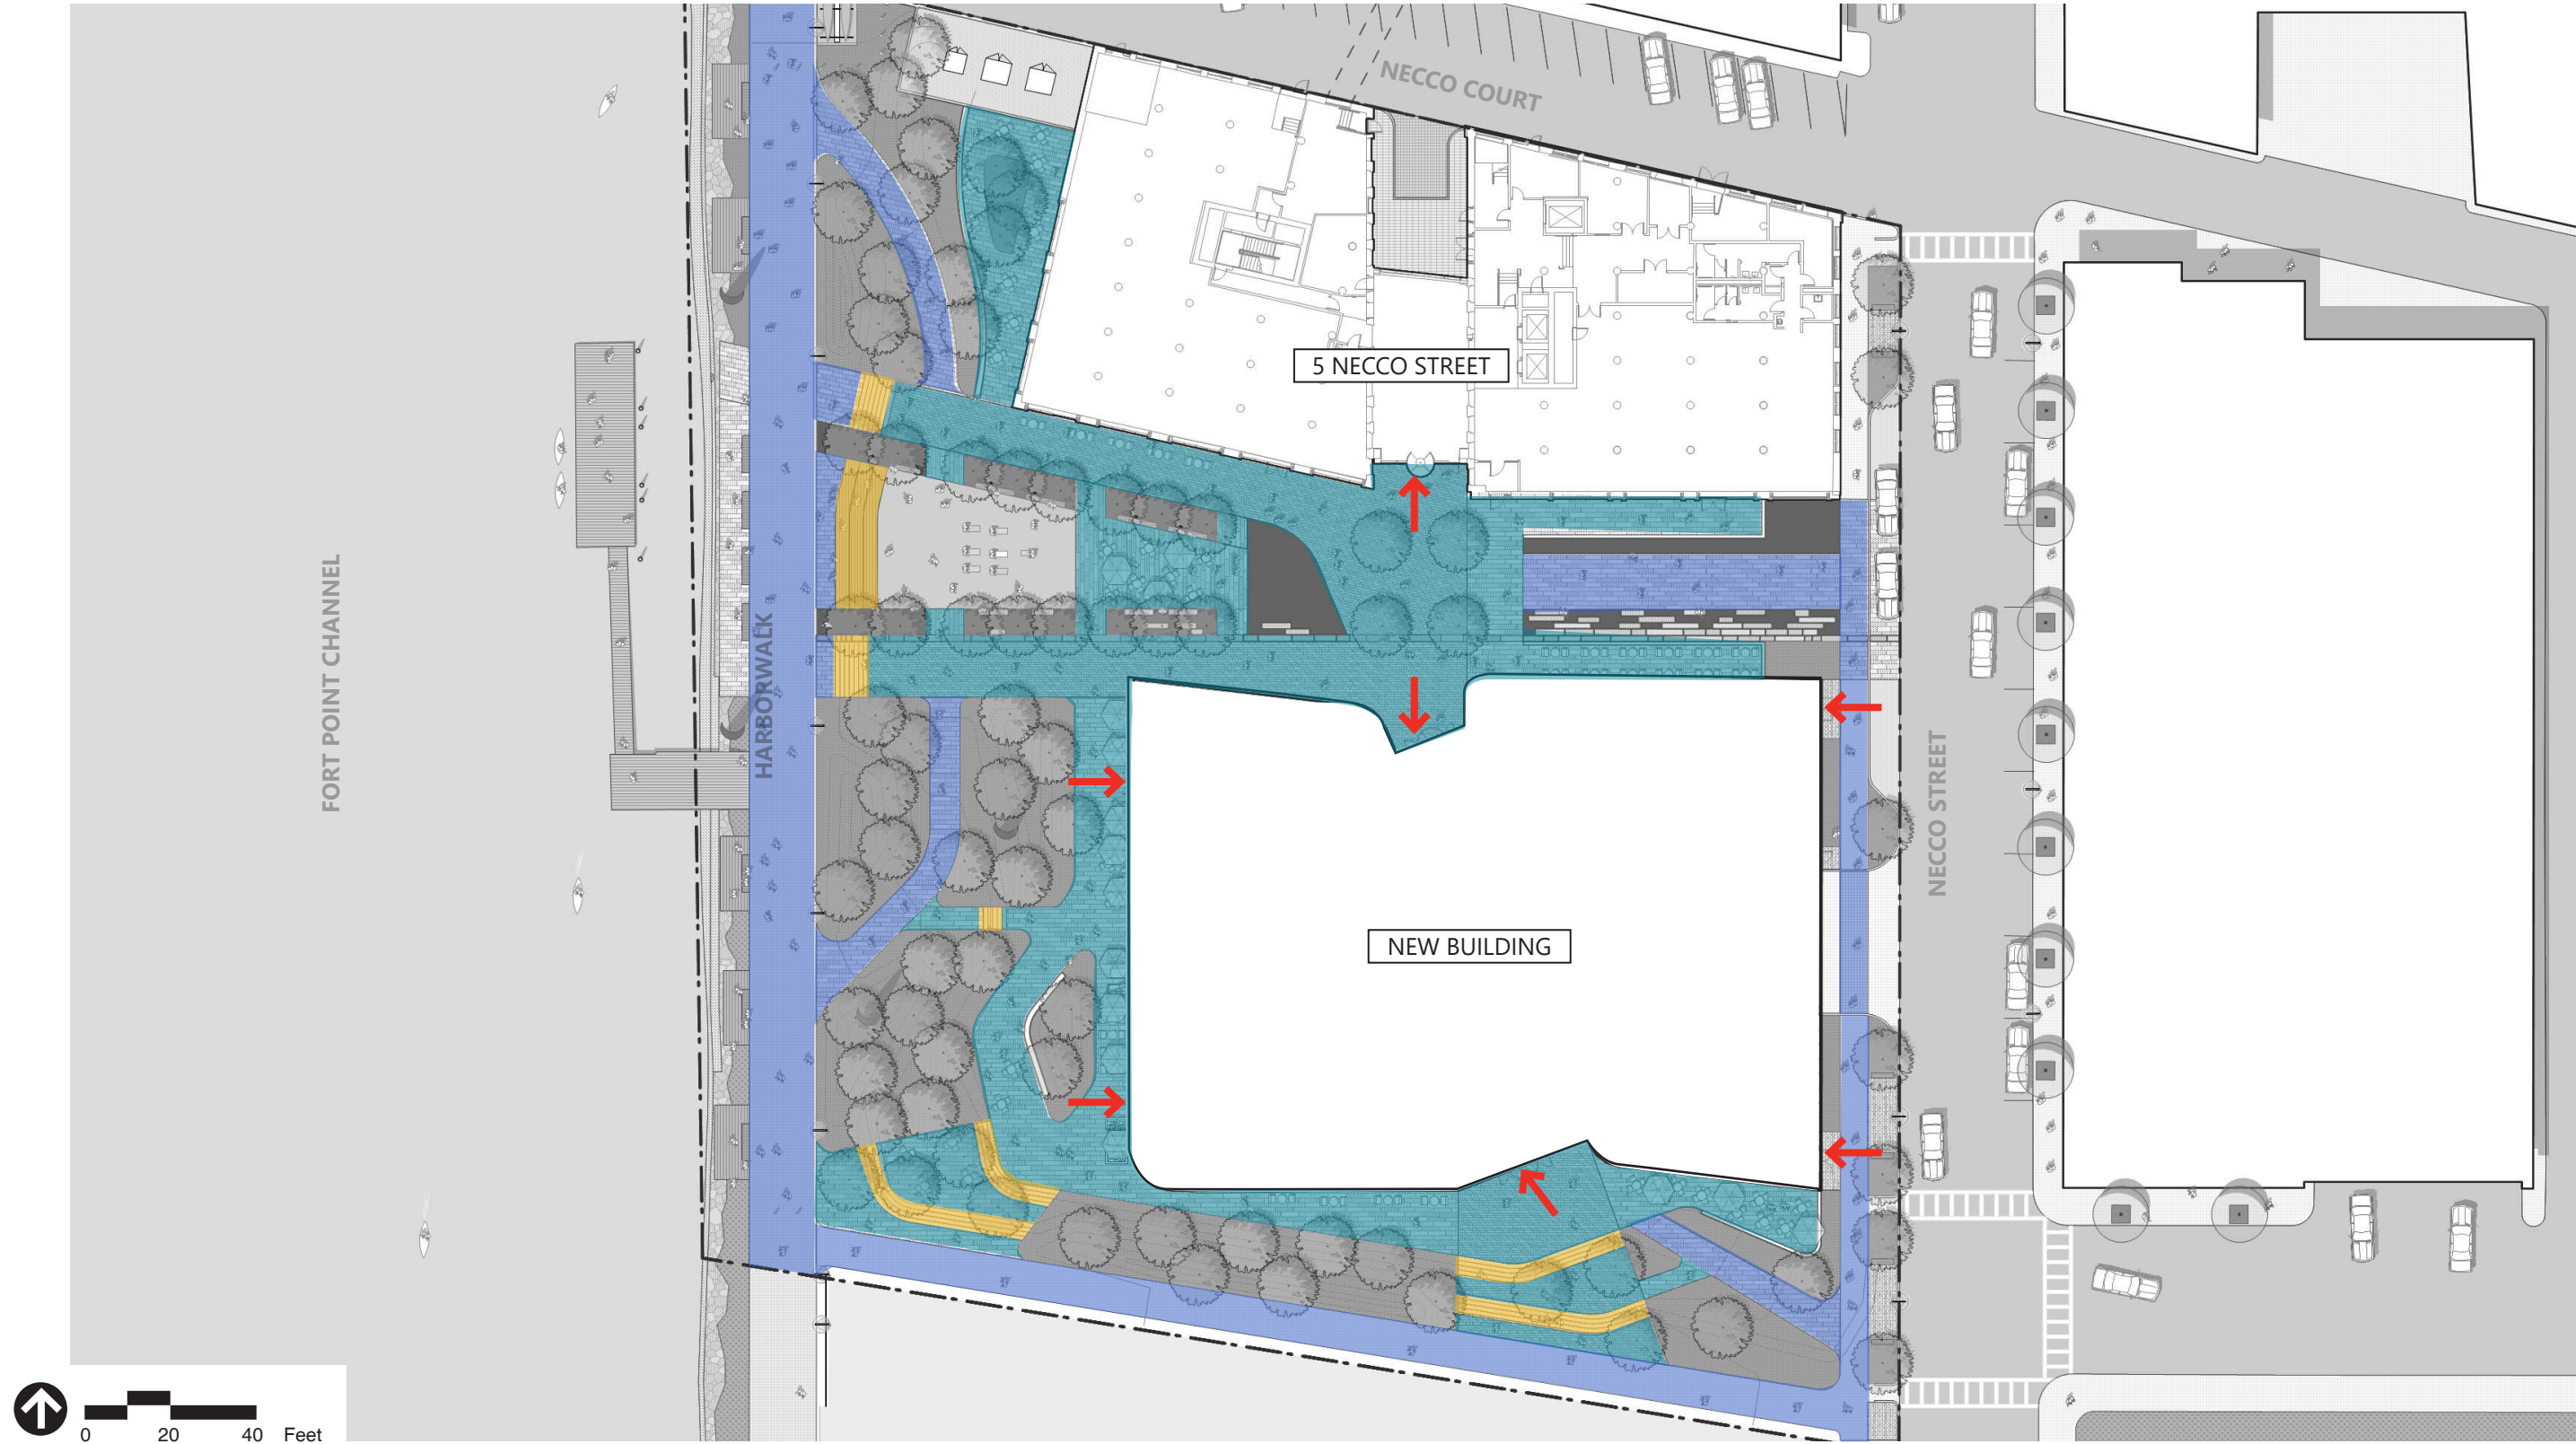 NECCO COURT
5 NECCO STREET
FORT POINT CHANNEL
HARBORWALK
NECCO STREET
NEW BUILDING
0 20 40 Feet